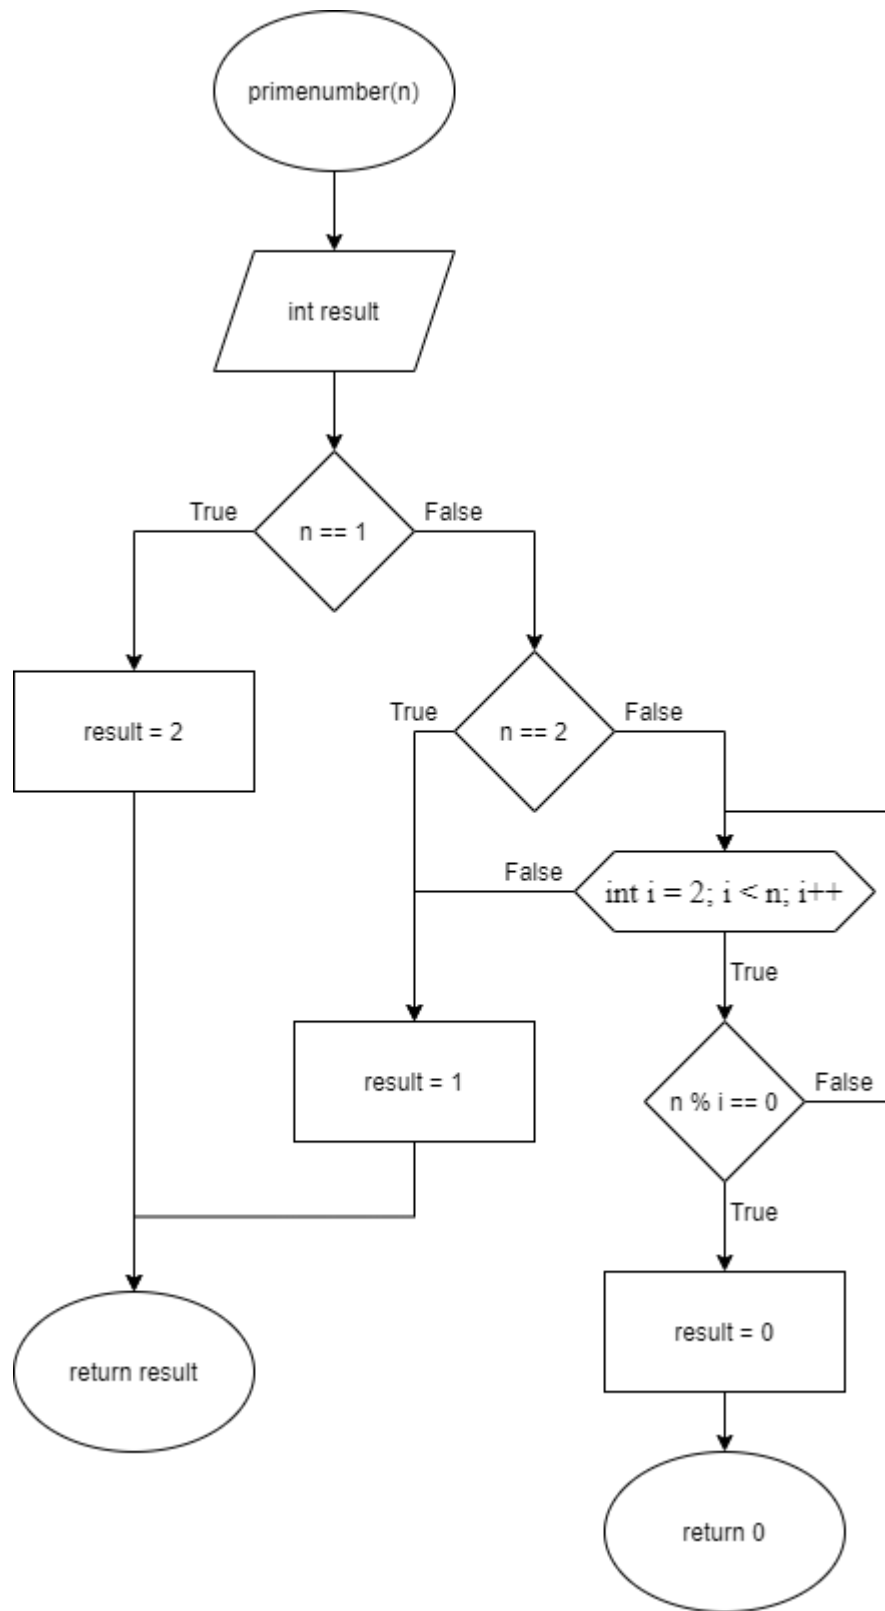 primenumber(n)
int result
n == 1
True
False
result = 2
n == 2
True
False
int i = 2; i < n; i++
False
True
result = 1
n % i == 0
False
True
result = 0
return result
return 0